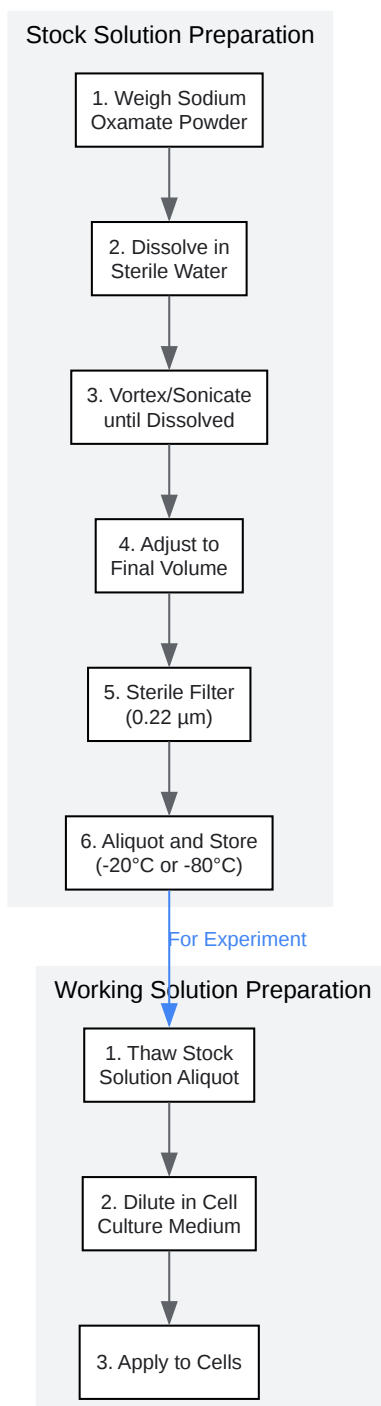 Stock Solution Preparation
1. Weigh Sodium
Oxamate Powder
2. Dissolve in
Sterile Water
3. Vortex/Sonicate
until Dissolved
4. Adjust to
Final Volume
5. Sterile Filter
(0.22 µm)
6. Aliquot and Store
(-20°C or -80°C)
For Experiment
Working Solution Preparation
1. Thaw Stock
Solution Aliquot
2. Dilute in Cell
Culture Medium
3. Apply to Cells